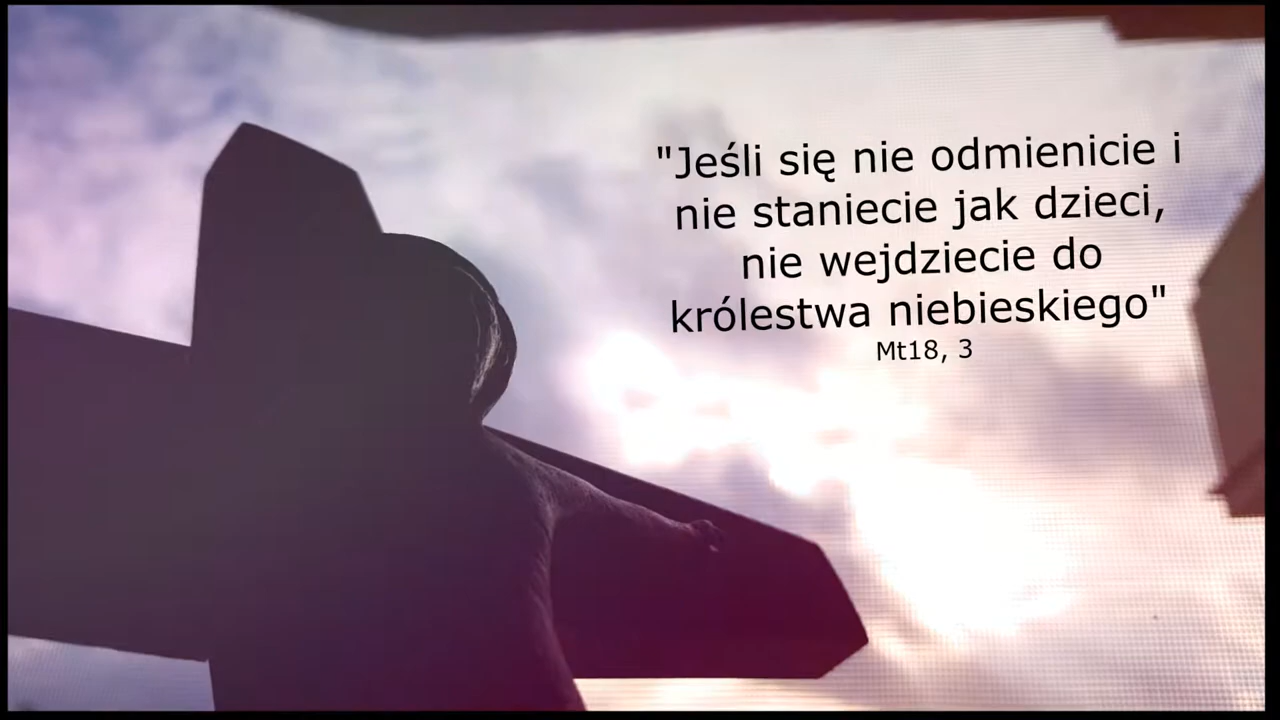 "Jeśli się nie odmienicie i
nie staniecie jak dzieci,
nie wejdziecie do
królestwa niebieskiego"
Mt18, 3